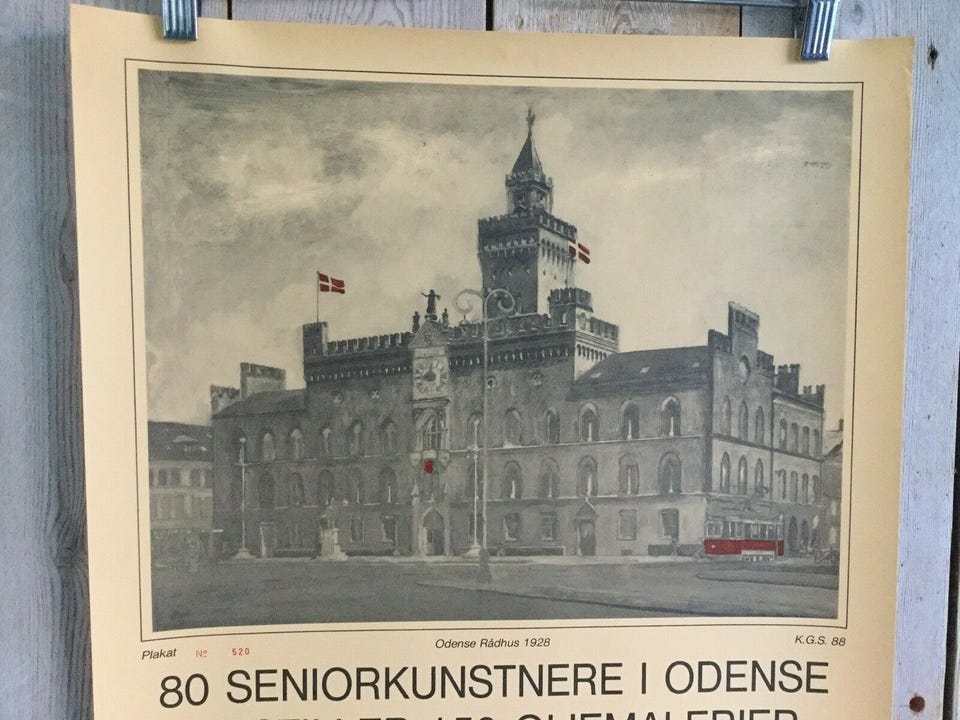 Plakat Nº 520
Odense Rådhus 1928
K.G.S. 88
80 SENIORKUNSTNERE I ODENSE